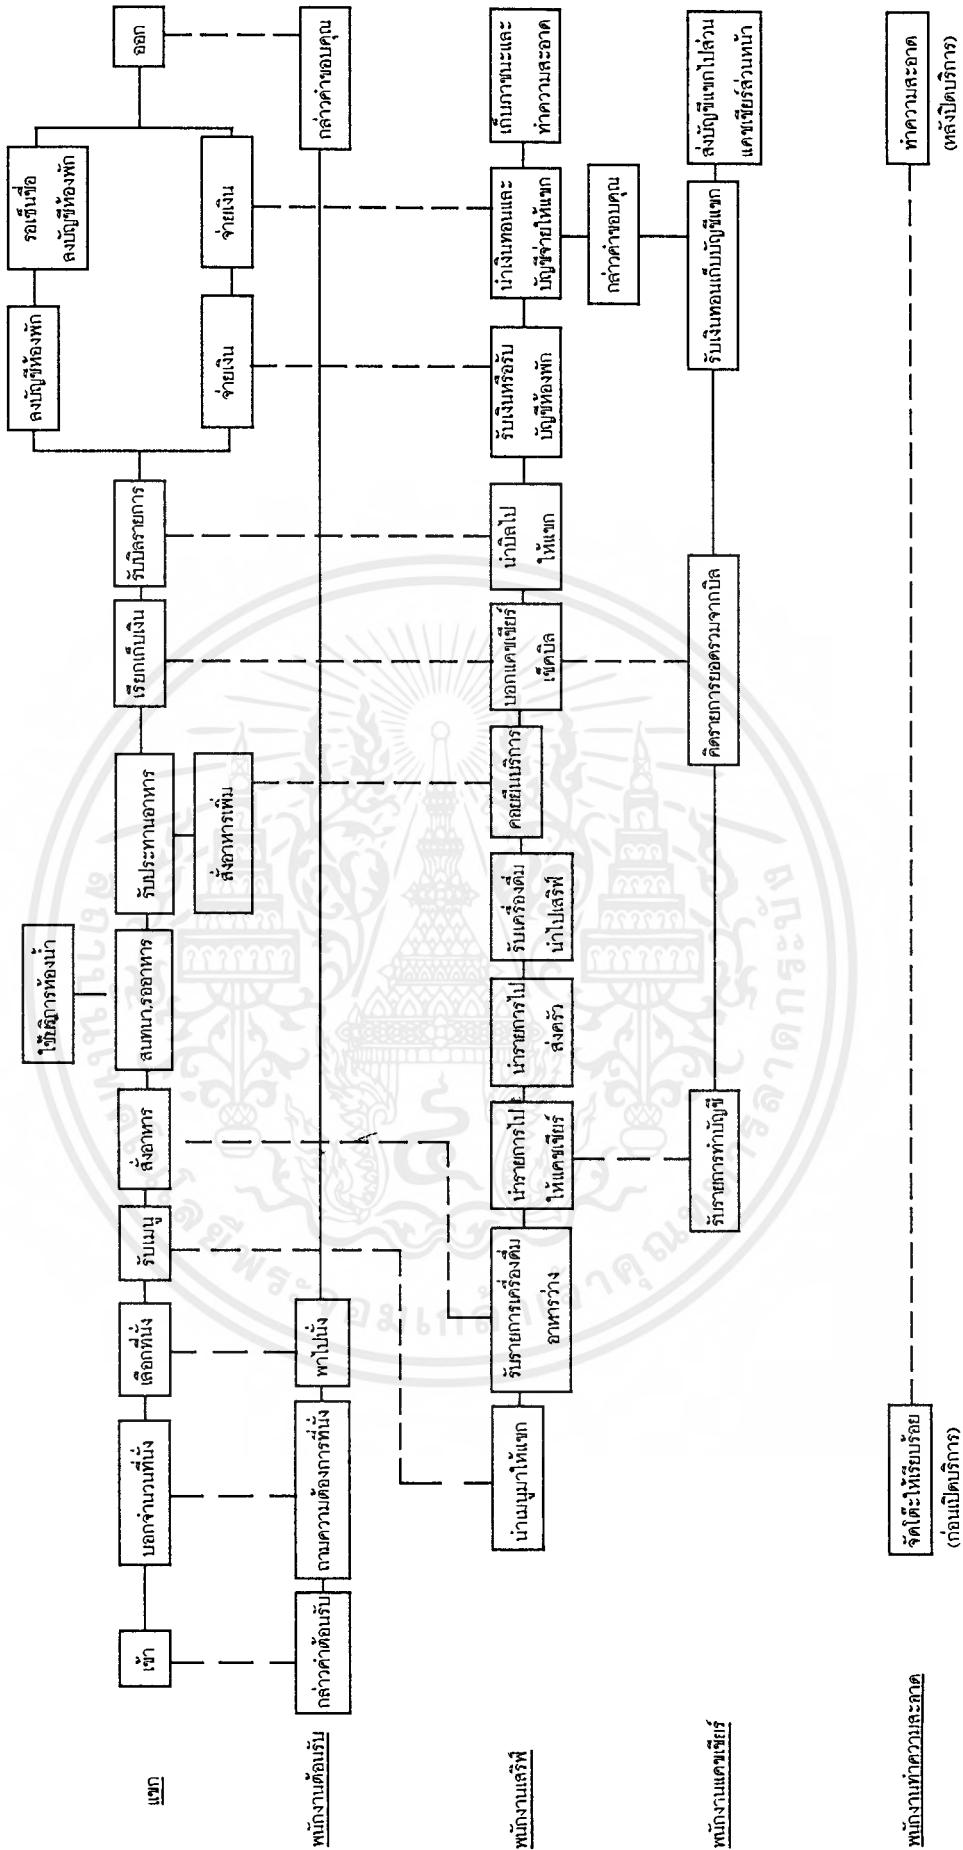 แขก
เข้า
บอกจำนวนที่นั่ง
เลือกที่นั่ง
รับเมนู
สั่งอาหาร
สนทนา,รออาหาร
ใช้บริการห้องน้ำ
รับประทานอาหาร
สั่งอาหารเพิ่ม
เรียกเก็บเงิน
รับบิลรายการ
ลงบัญชีห้องพัก
รอเซ็นชื่อ
ลงบัญชีห้องพัก
จ่ายเงิน
จ่ายเงิน
ออก
พนักงานต้อนรับ
กล่าวคำต้อนรับ
ถามความต้องการที่นั่ง
พาไปนั่ง
กล่าวคำขอบคุณ
พนักงานเสริฟ
นำเมนูมาให้แขก
รับรายการเครื่องดื่ม
อาหารว่าง
นำรายการไป
ให้แคชเชียร์
นำรายการไป
ส่งครัว
รับเครื่องดื่ม
นำไปเสริฟ
คอยยืนบริการ
บอกแคชเชียร์
เช็คบิล
นำบิลไป
ให้แขก
รับเงินหรือรับ
บัญชีห้องพัก
นำเงินทอนและ
บัญชีจ่ายให้แขก
กล่าวคำขอบคุณ
เก็บภาชนะและ
ทำความสะอาด
พนักงานแคชเชียร์
รับรายการทำบัญชี
คิดรายการยอดรวมจากบิล
รับเงินทอนเก็บบัญชีแขก
ส่งบัญชีแขกไปส่วน
แคชเชียร์ส่วนหน้า
พนักงานทำความสะอาด
จัดโต๊ะให้เรียบร้อย
(ก่อนเปิดบริการ)
ทำความสะอาด
(หลังปิดบริการ)